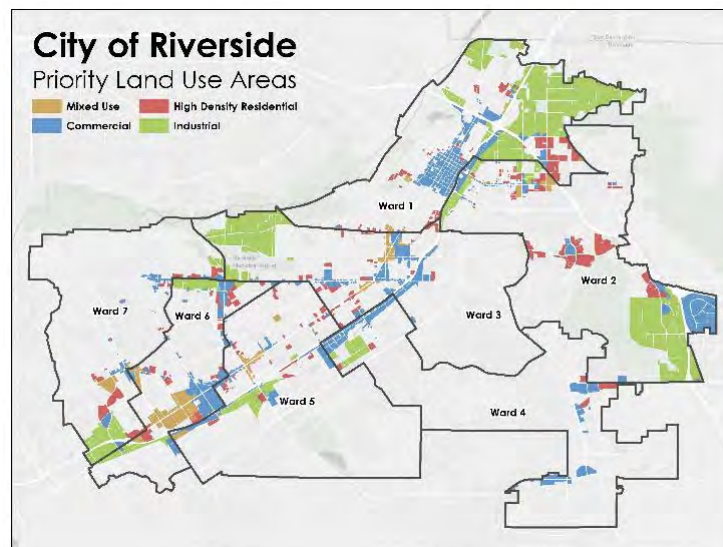 City of Riverside
Priority Land Use Areas
Mixed Use
High Density Residential
Commercial
Industrial
Ward 1
Ward 2
Ward 3
Ward 7
Ward 6
Ward 5
Ward 4